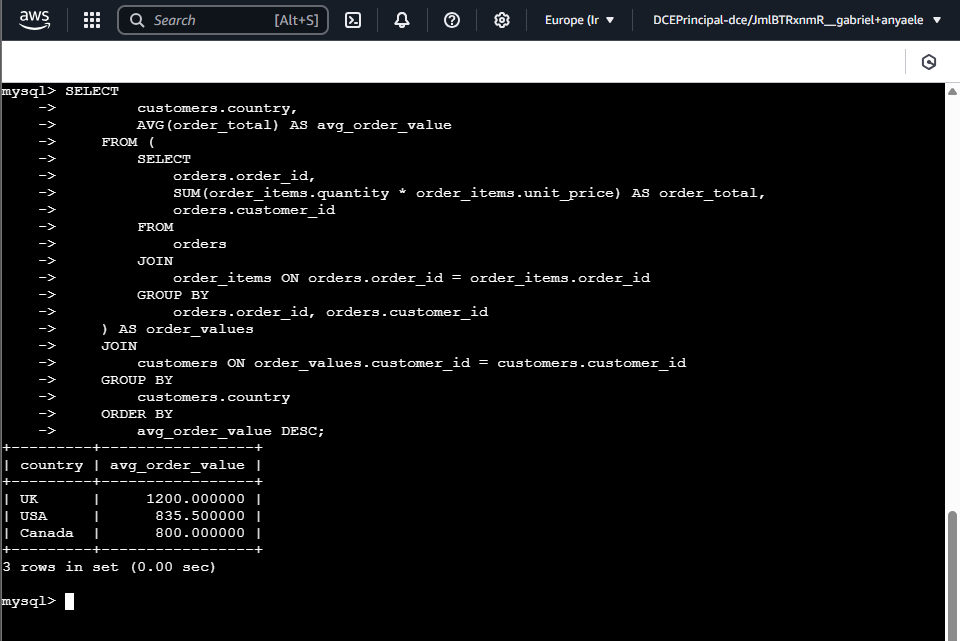 aws
Search [Alt+S] Europe (Ir DCEPrincipal-dce/JmlBTRxnmR__gabriel+anyaele
mysql> SELECT
    -> customers.country,
    -> AVG(order_total) AS avg_order_value
    -> FROM (
    -> SELECT
    -> orders.order_id,
    -> SUM(order_items.quantity * order_items.unit_price) AS order_total,
    -> orders.customer_id
    -> FROM
    -> orders
    -> JOIN
    -> order_items ON orders.order_id = order_items.order_id
    -> GROUP BY
    -> orders.order_id, orders.customer_id
    -> ) AS order_values
    -> JOIN
    -> customers ON order_values.customer_id = customers.customer_id
    -> GROUP BY
    -> customers.country
    -> ORDER BY
    -> avg_order_value DESC;
+---------+-----------------+
| country | avg_order_value |
+---------+-----------------+
| UK      |     1200.000000 |
| USA     |      835.500000 |
| Canada  |      800.000000 |
+---------+-----------------+
3 rows in set (0.00 sec)
mysql>